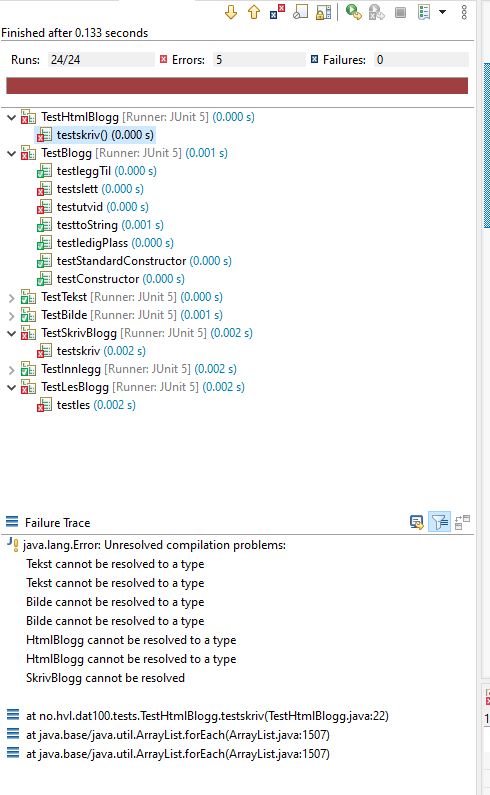 Finished after 0.133 seconds
Runs: 24/24 Errors: 5 Failures: 0
TestHtmlBlogg [Runner: JUnit 5] (0.000 s)
testskriv() (0.000 s)
TestBlogg [Runner: JUnit 5] (0.001 s)
testleggTil (0.000 s)
testslett (0.000 s)
testutvid (0.000 s)
testtoString (0.001 s)
testledigPlass (0.000 s)
testStandardConstructor (0.000 s)
testConstructor (0.000 s)
TestTekst [Runner: JUnit 5] (0.000 s)
TestBilde [Runner: JUnit 5] (0.001 s)
TestSkrivBlogg [Runner: JUnit 5] (0.002 s)
testskriv (0.002 s)
TestInnlegg [Runner: JUnit 5] (0.002 s)
TestLesBlogg [Runner: JUnit 5] (0.002 s)
testles (0.002 s)
Failure Trace
java.lang.Error: Unresolved compilation problems:
Tekst cannot be resolved to a type
Tekst cannot be resolved to a type
Bilde cannot be resolved to a type
Bilde cannot be resolved to a type
HtmlBlogg cannot be resolved to a type
HtmlBlogg cannot be resolved to a type
SkrivBlogg cannot be resolved
at no.hvl.dat100.tests.TestHtmlBlogg.testskriv(TestHtmlBlogg.java:22)
at java.base/java.util.ArrayList.forEach(ArrayList.java:1507)
at java.base/java.util.ArrayList.forEach(ArrayList.java:1507)